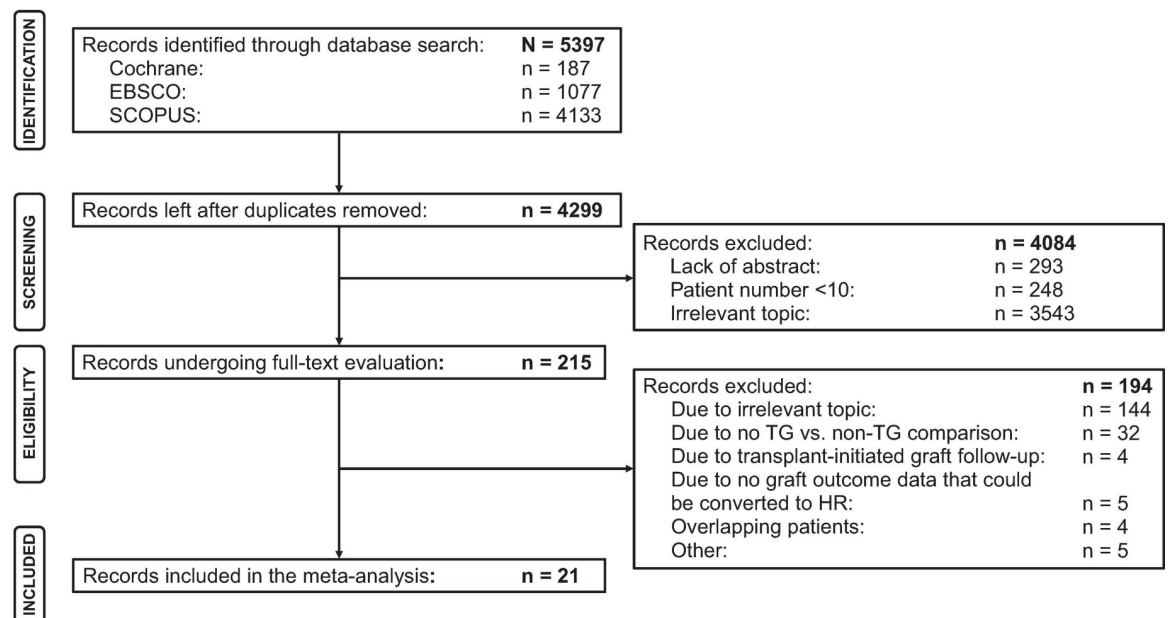 IDENTIFICATION
Records identified through database search: N = 5397
Cochrane: n = 187
EBSCO: n = 1077
SCOPUS: n = 4133
SCREENING
Records left after duplicates removed: n = 4299
Records excluded: n = 4084
Lack of abstract: n = 293
Patient number <10: n = 248
Irrelevant topic: n = 3543
ELIGIBILITY
Records undergoing full-text evaluation: n = 215
Records excluded: n = 194
Due to irrelevant topic: n = 144
Due to no TG vs. non-TG comparison: n = 32
Due to transplant-initiated graft follow-up: n = 4
Due to no graft outcome data that could
be converted to HR: n = 5
Overlapping patients: n = 4
Other: n = 5
INCLUDED
Records included in the meta-analysis: n = 21